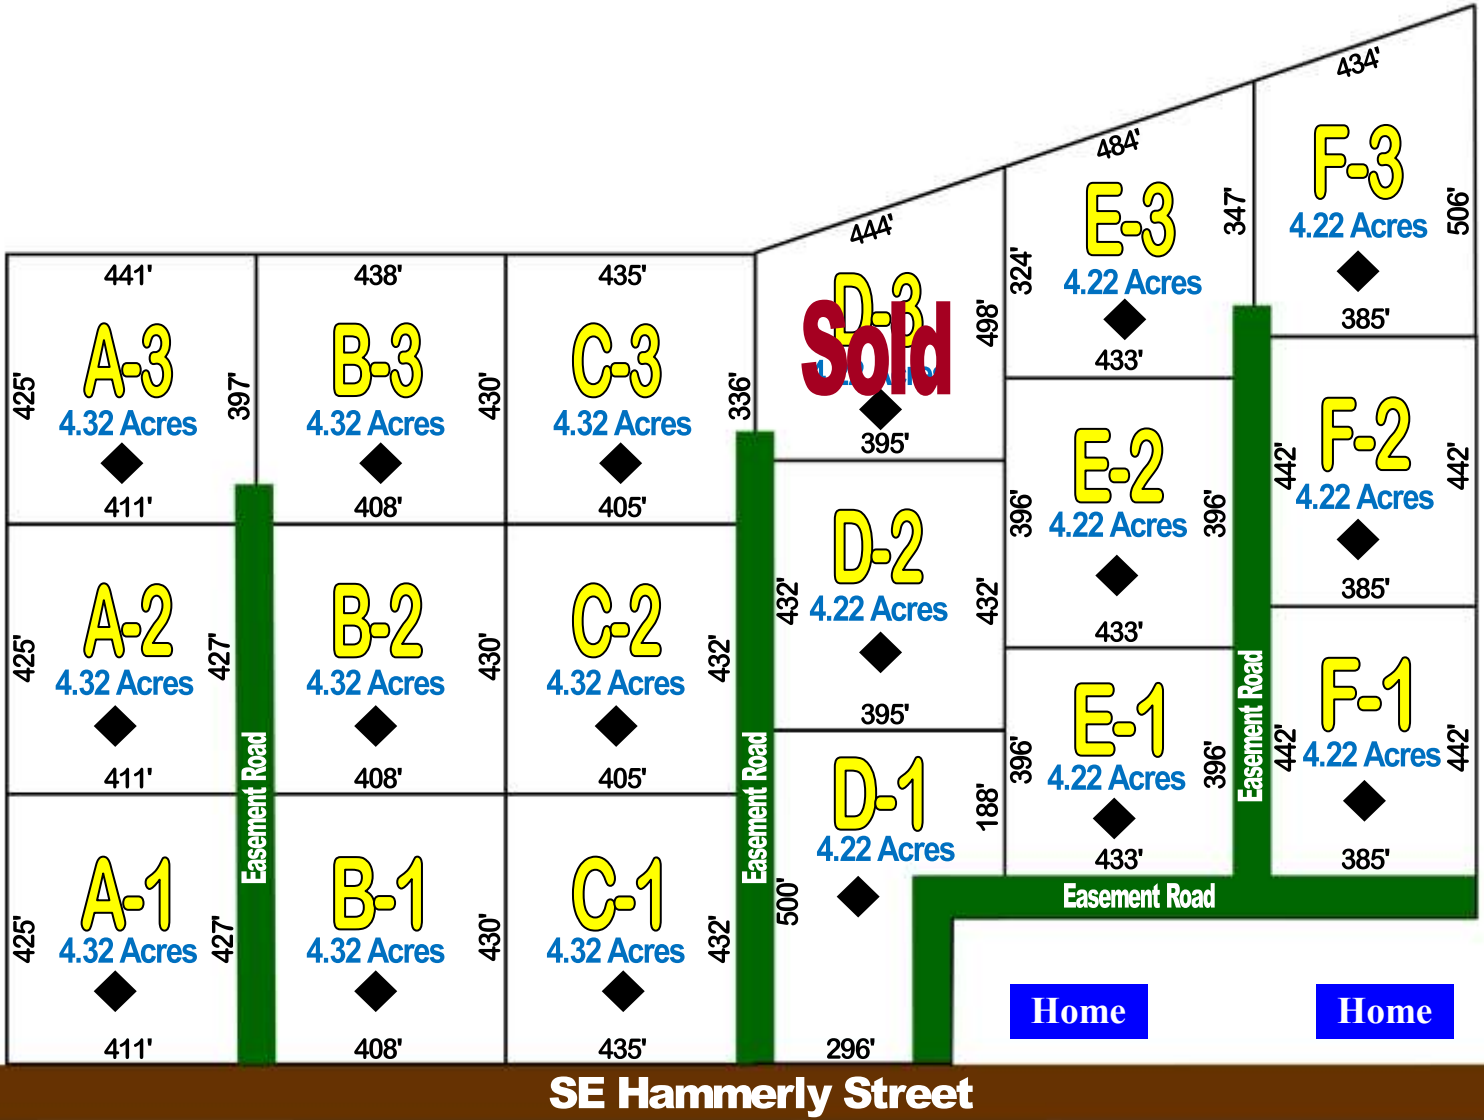 434'
484'
F-3
4.22 Acres
347'
506'
385'
444'
E-3
4.22 Acres
324'
433'
441'
438'
435'
D-3
Sold
498'
336'
395'
A-3
4.32 Acres
425'
397'
411'
B-3
4.32 Acres
430'
408'
C-3
4.32 Acres
405'
E-2
4.22 Acres
396'
396'
433'
F-2
4.22 Acres
442'
442'
385'
D-2
4.22 Acres
432'
432'
395'
A-2
4.32 Acres
425'
427'
411'
B-2
4.32 Acres
430'
408'
C-2
4.32 Acres
432'
405'
E-1
4.22 Acres
396'
396'
433'
Easement Road
F-1
4.22 Acres
442'
442'
385'
D-1
4.22 Acres
188'
500'
296'
Easement Road
Easement Road
Easement Road
A-1
4.32 Acres
425'
427'
411'
B-1
4.32 Acres
430'
408'
C-1
4.32 Acres
432'
435'
Home
Home
SE Hammerly Street